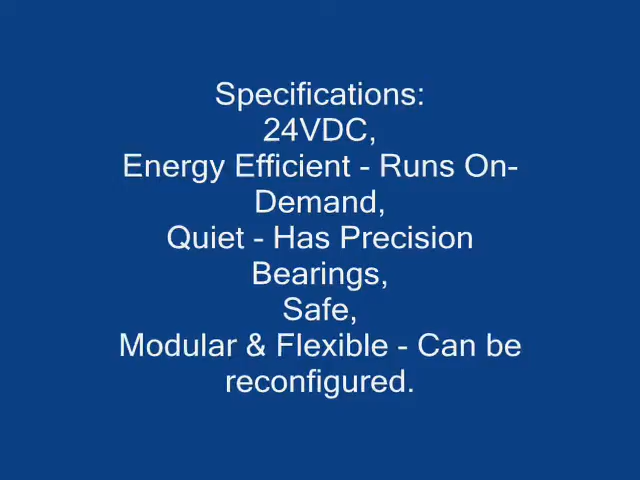 Specifications:
24VDC,
Energy Efficient - Runs On-
Demand,
Quiet - Has Precision
Bearings,
Safe,
Modular & Flexible - Can be
reconfigured.